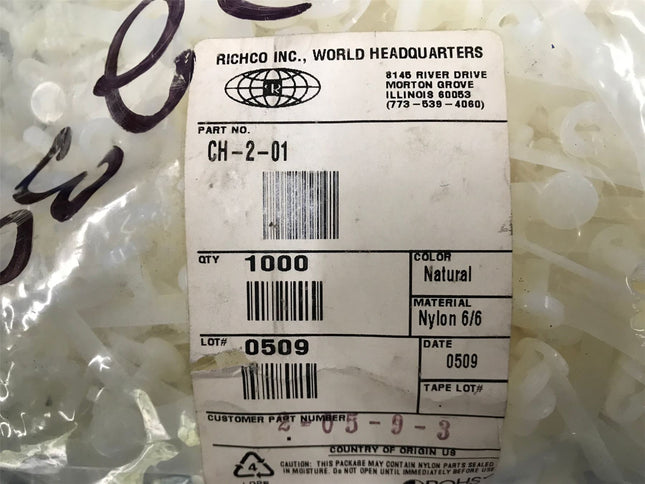 RICHCO INC., WORLD HEADQUARTERS
R
8145 RIVER DRIVE
MORTON GROVE
ILLINOIS 60053
(773-539-4060)
PART NO.
CH-2-01
QTY 1000
COLOR
Natural
MATERIAL
Nylon 6/6
LOT# 0509
DATE
0509
TAPE LOT#
CUSTOMER PART NUMBER
2-05-9-3
COUNTRY OF ORIGIN US
4
CAUTION: THIS PACKAGE MAY CONTAIN NYLON PARTS SEALED
IN MOISTURE. DO NOT OPEN UNTIL IMMEDIATELY BEFORE USE
LDPE
ROHS